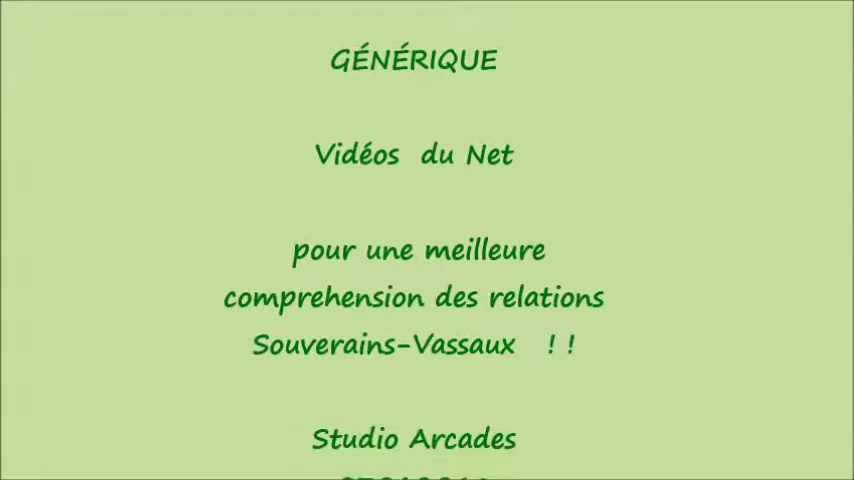 GÉNÉRIQUE
Vidéos du Net
pour une meilleure
comprehension des relations
Souverains-Vassaux !!
Studio Arcades